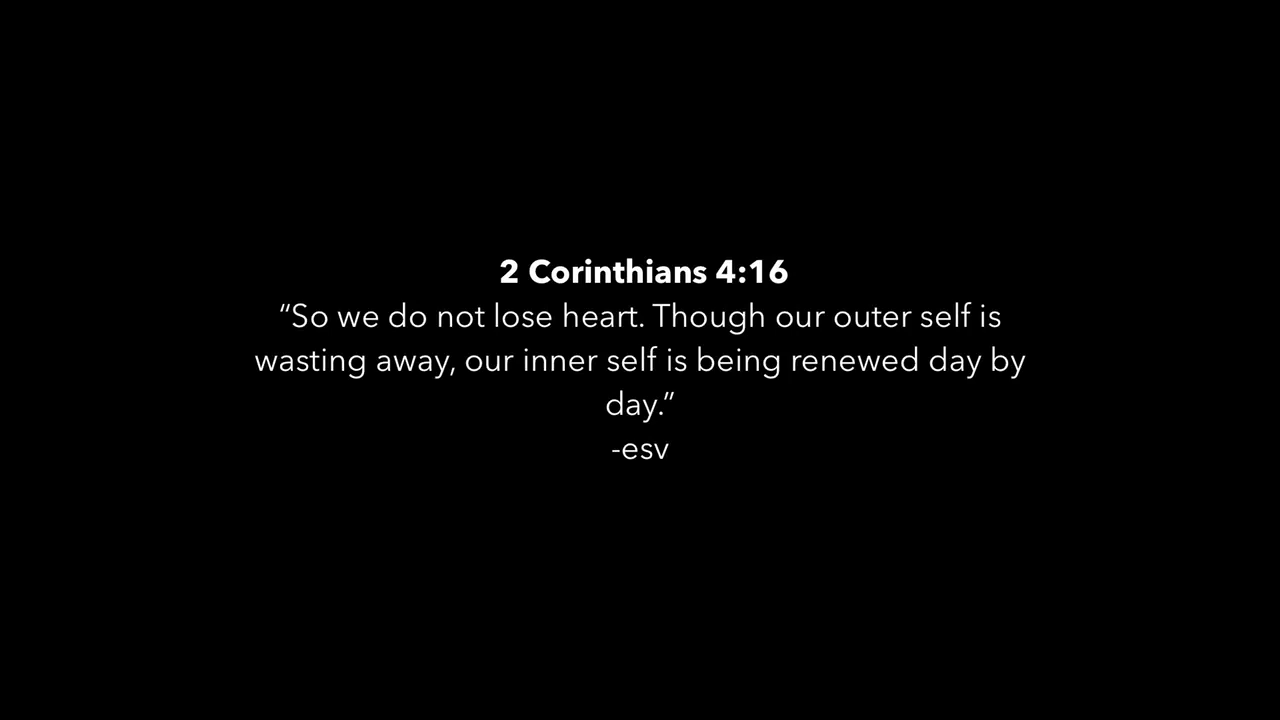 2 Corinthians 4:16
“So we do not lose heart. Though our outer self is
wasting away, our inner self is being renewed day by
day.”
-esv